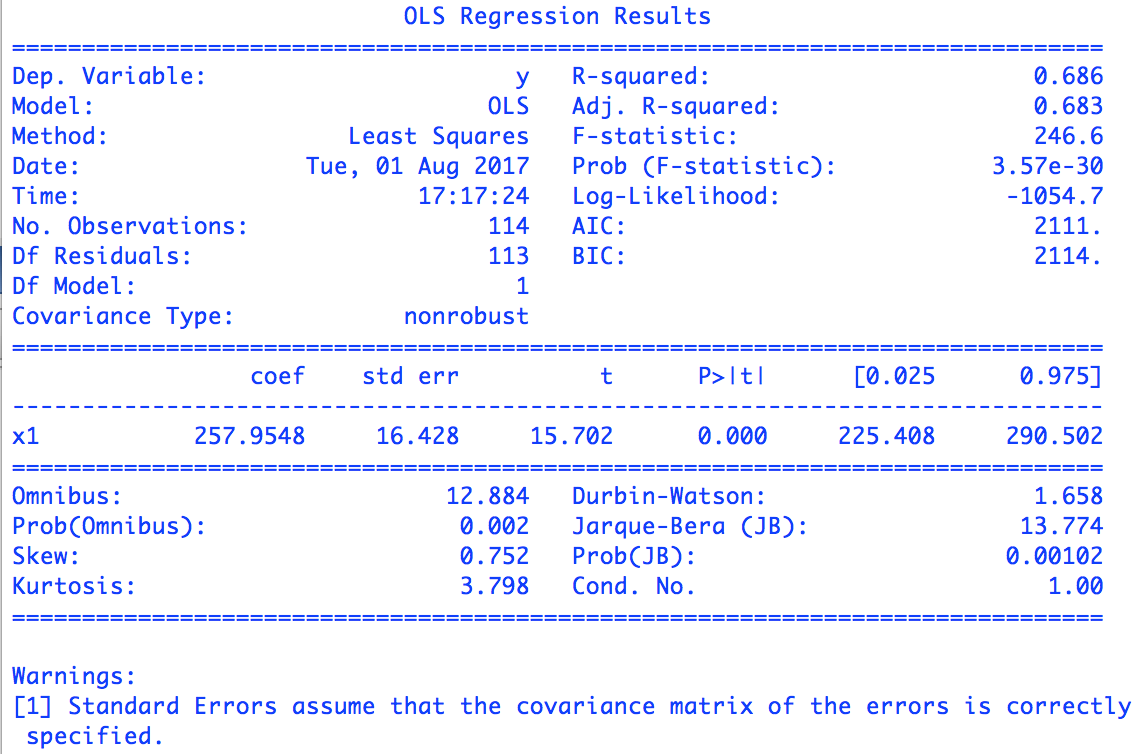 OLS Regression Results
==============================================================================
Dep. Variable:                      y   R-squared:                       0.686
Model:                            OLS   Adj. R-squared:                  0.683
Method:                 Least Squares   F-statistic:                     246.6
Date:                Tue, 01 Aug 2017   Prob (F-statistic):           3.57e-30
Time:                        17:17:24   Log-Likelihood:                -1054.7
No. Observations:                 114   AIC:                             2111.
Df Residuals:                     113   BIC:                             2114.
Df Model:                           1
Covariance Type:            nonrobust
==============================================================================
                 coef    std err          t      P>|t|      [0.025      0.975]
------------------------------------------------------------------------------
x1           257.9548     16.428     15.702      0.000     225.408     290.502
==============================================================================
Omnibus:                       12.884   Durbin-Watson:                   1.658
Prob(Omnibus):                  0.002   Jarque-Bera (JB):               13.774
Skew:                           0.752   Prob(JB):                      0.00102
Kurtosis:                       3.798   Cond. No.                         1.00
==============================================================================
Warnings:
[1] Standard Errors assume that the covariance matrix of the errors is correctly
specified.